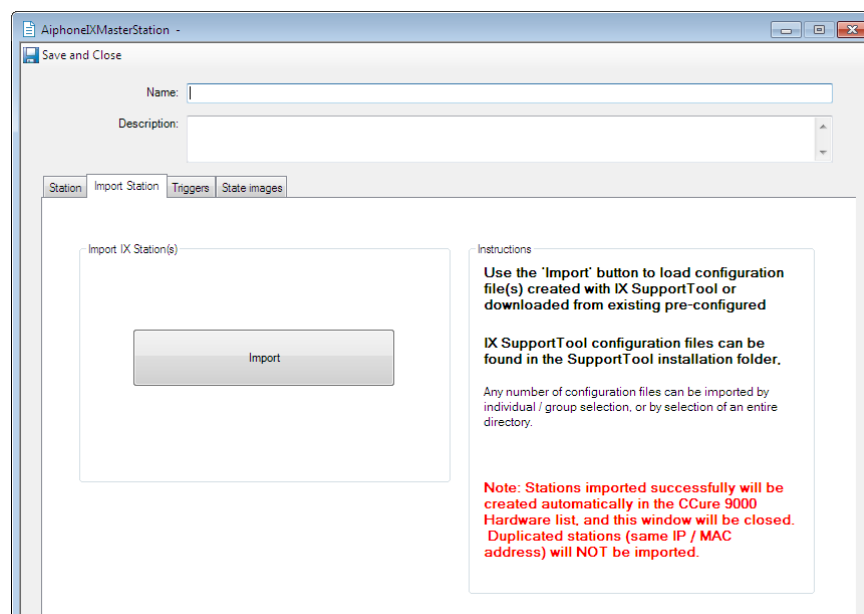 AiphoneIXMasterStation -
Save and Close
Name:
Description:
Station
Import Station
Triggers
State images
Import IX Station(s)
Import
Instructions
Use the 'Import' button to load configuration
file(s) created with IX SupportTool or
downloaded from existing pre-configured
IX SupportTool configuration files can be
found in the SupportTool installation folder.
Any number of configuration files can be imported by
individual / group selection, or by selection of an entire
directory.
Note: Stations imported successfully will be
created automatically in the CCure 9000
Hardware list, and this window will be closed.
Duplicated stations (same IP / MAC
address) will NOT be imported.